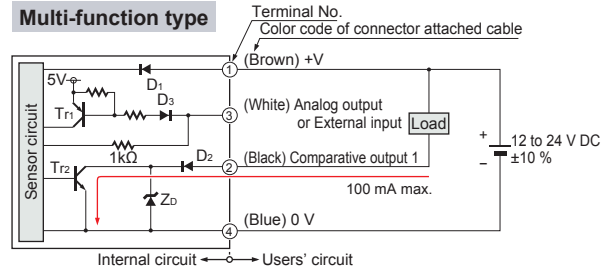 Multi-function type
Terminal No.
Color code of connector attached cable
Sensor circuit
5V
D1
1
(Brown) +V
Tr1
D3
3
(White) Analog output
or External input
Load
1kΩ
D2
2
(Black) Comparative output 1
Tr2
100 mA max.
ZD
+
−
12 to 24 V DC
±10 %
4
(Blue) 0 V
Internal circuit
Users' circuit